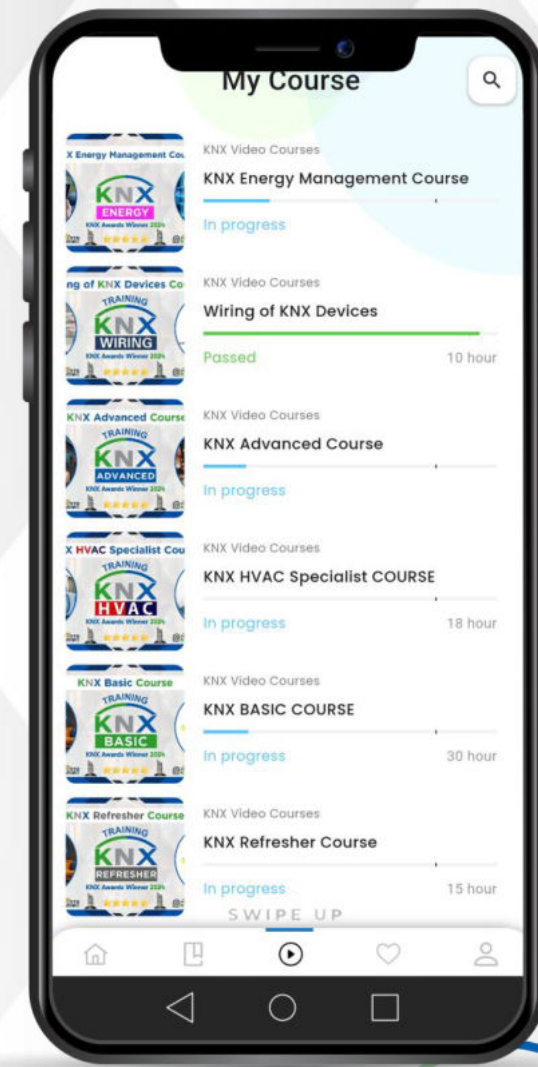 My Course
X Energy Management Cou
KNX
ENERGY
KNX Awards Winner 2024
KNX Video Courses
KNX Energy Management Course
In progress
ng of KNX Devices Co
TRAINING
KNX
WIRING
KNX Awards Winner 2024
KNX Video Courses
Wiring of KNX Devices
Passed
10 hour
KNX Advanced Course
TRAINING
KNX
ADVANCED
KNX Awards Winner 2024
KNX Video Courses
KNX Advanced Course
In progress
X HVAC Specialist Cou
TRAINING
KNX
HVAC
KNX Awards Winner 2024
KNX Video Courses
KNX HVAC Specialist COURSE
In progress
18 hour
KNX Basic Course
TRAINING
KNX
BASIC
KNX Awards Winner 2024
KNX Video Courses
KNX BASIC COURSE
In progress
30 hour
KNX Refresher Course
TRAINING
KNX
REFRESHER
KNX Awards Winner 2024
KNX Video Courses
KNX Refresher Course
In progress
15 hour
SWIPE UP